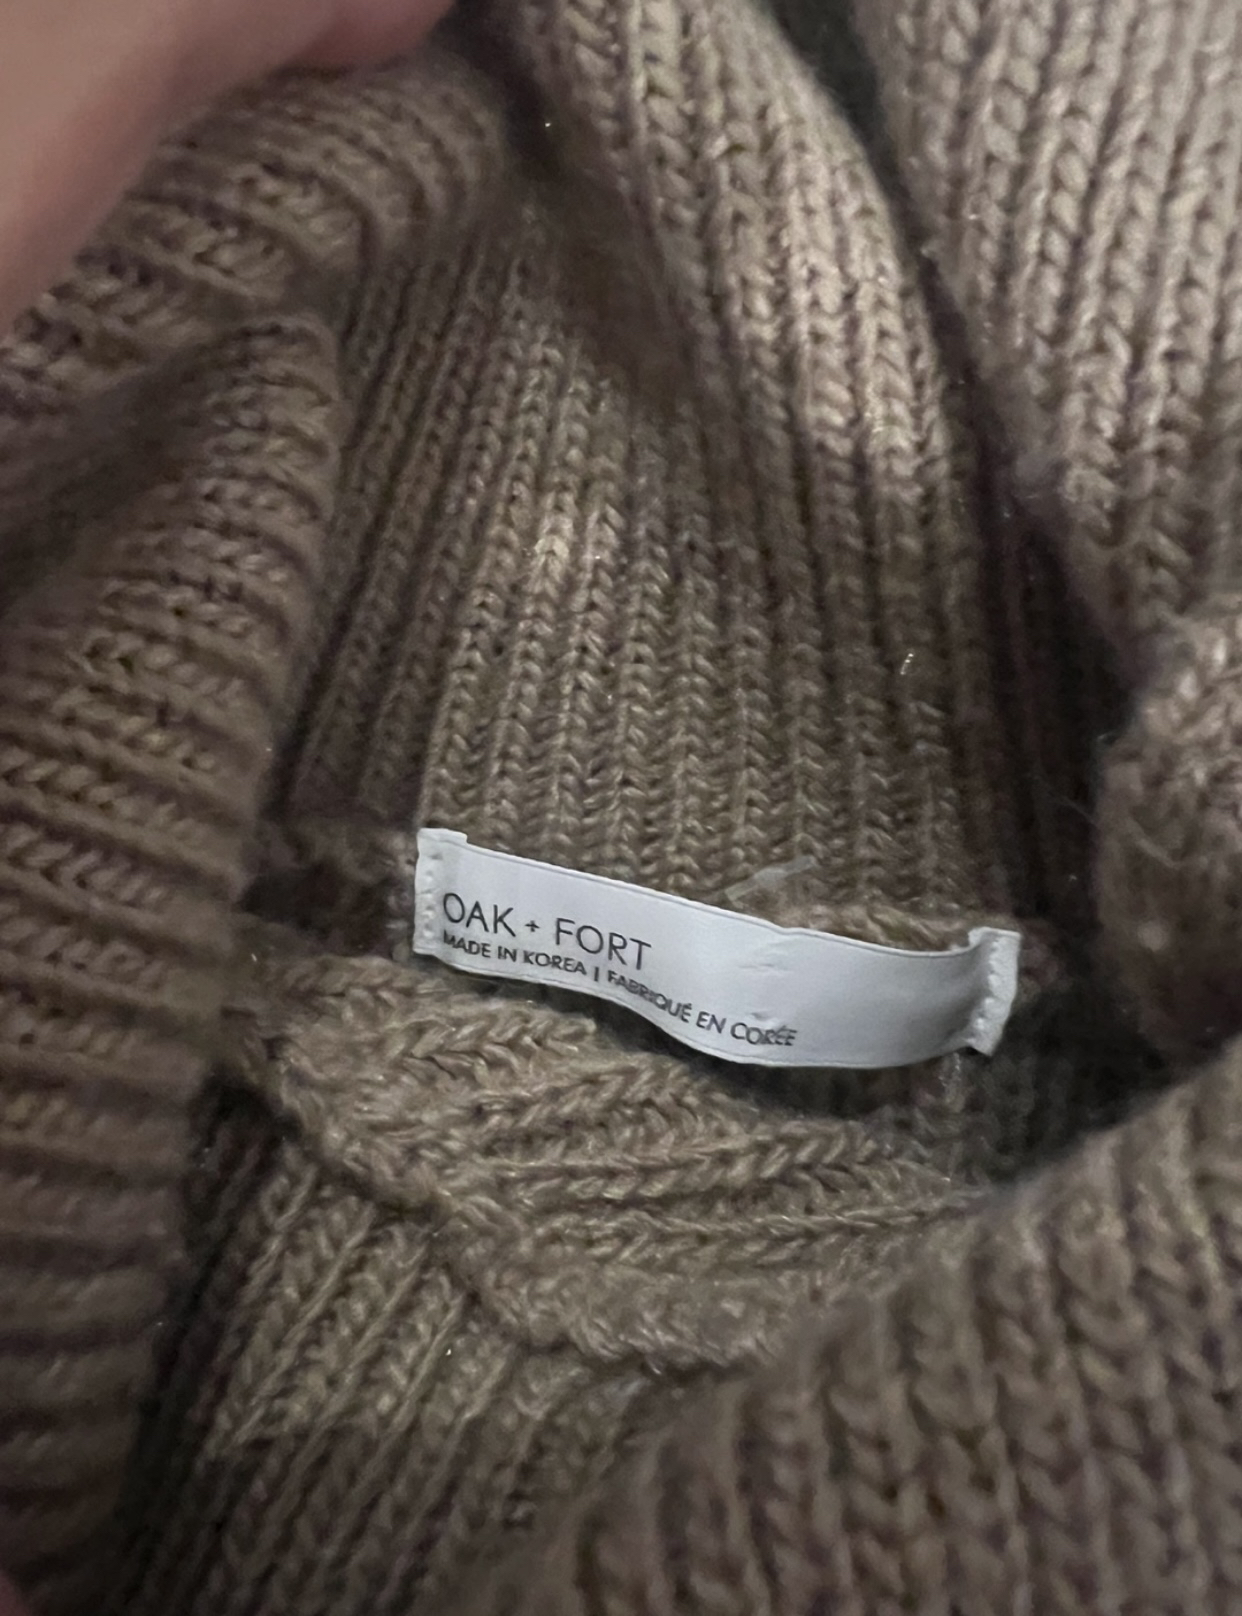 OAK + FORT
MADE IN KOREA | FABRIQUÉ EN CORÉE